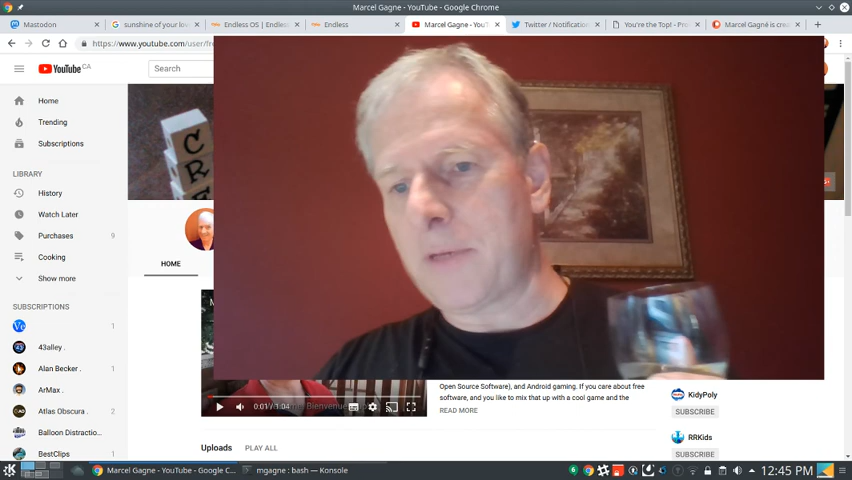 Marcel Gagne - YouTube - Google Chrome
Mastodon
sunshine of your lov
Endless OS | Endless
Endless
Marcel Gagne - YouT
Twitter / Notification
You're the Top! - Pro
Marcel Gagné is crea
https://www.youtube.com/user/fre
YouTube CA
Search
Home
Trending
Subscriptions
LIBRARY
History
Watch Later
Purchases 9
Cooking
Show more
SUBSCRIPTIONS
1
43alley .
Alan Becker . 1
ArMax .
Atlas Obscura . 2
Balloon Distractio...
BestClips 1
CRE
HOME
M
0:01 / 1:04
Bienvenue
Open Source Software), and Android gaming. If you care about free
software, and you like to mix that up with a cool game and the
READ MORE
Uploads PLAY ALL
KidyPoly
SUBSCRIBE
RRKids
SUBSCRIBE
Marcel Gagne - YouTube - Google C...
mgagne : bash — Konsole
6
12:45 PM